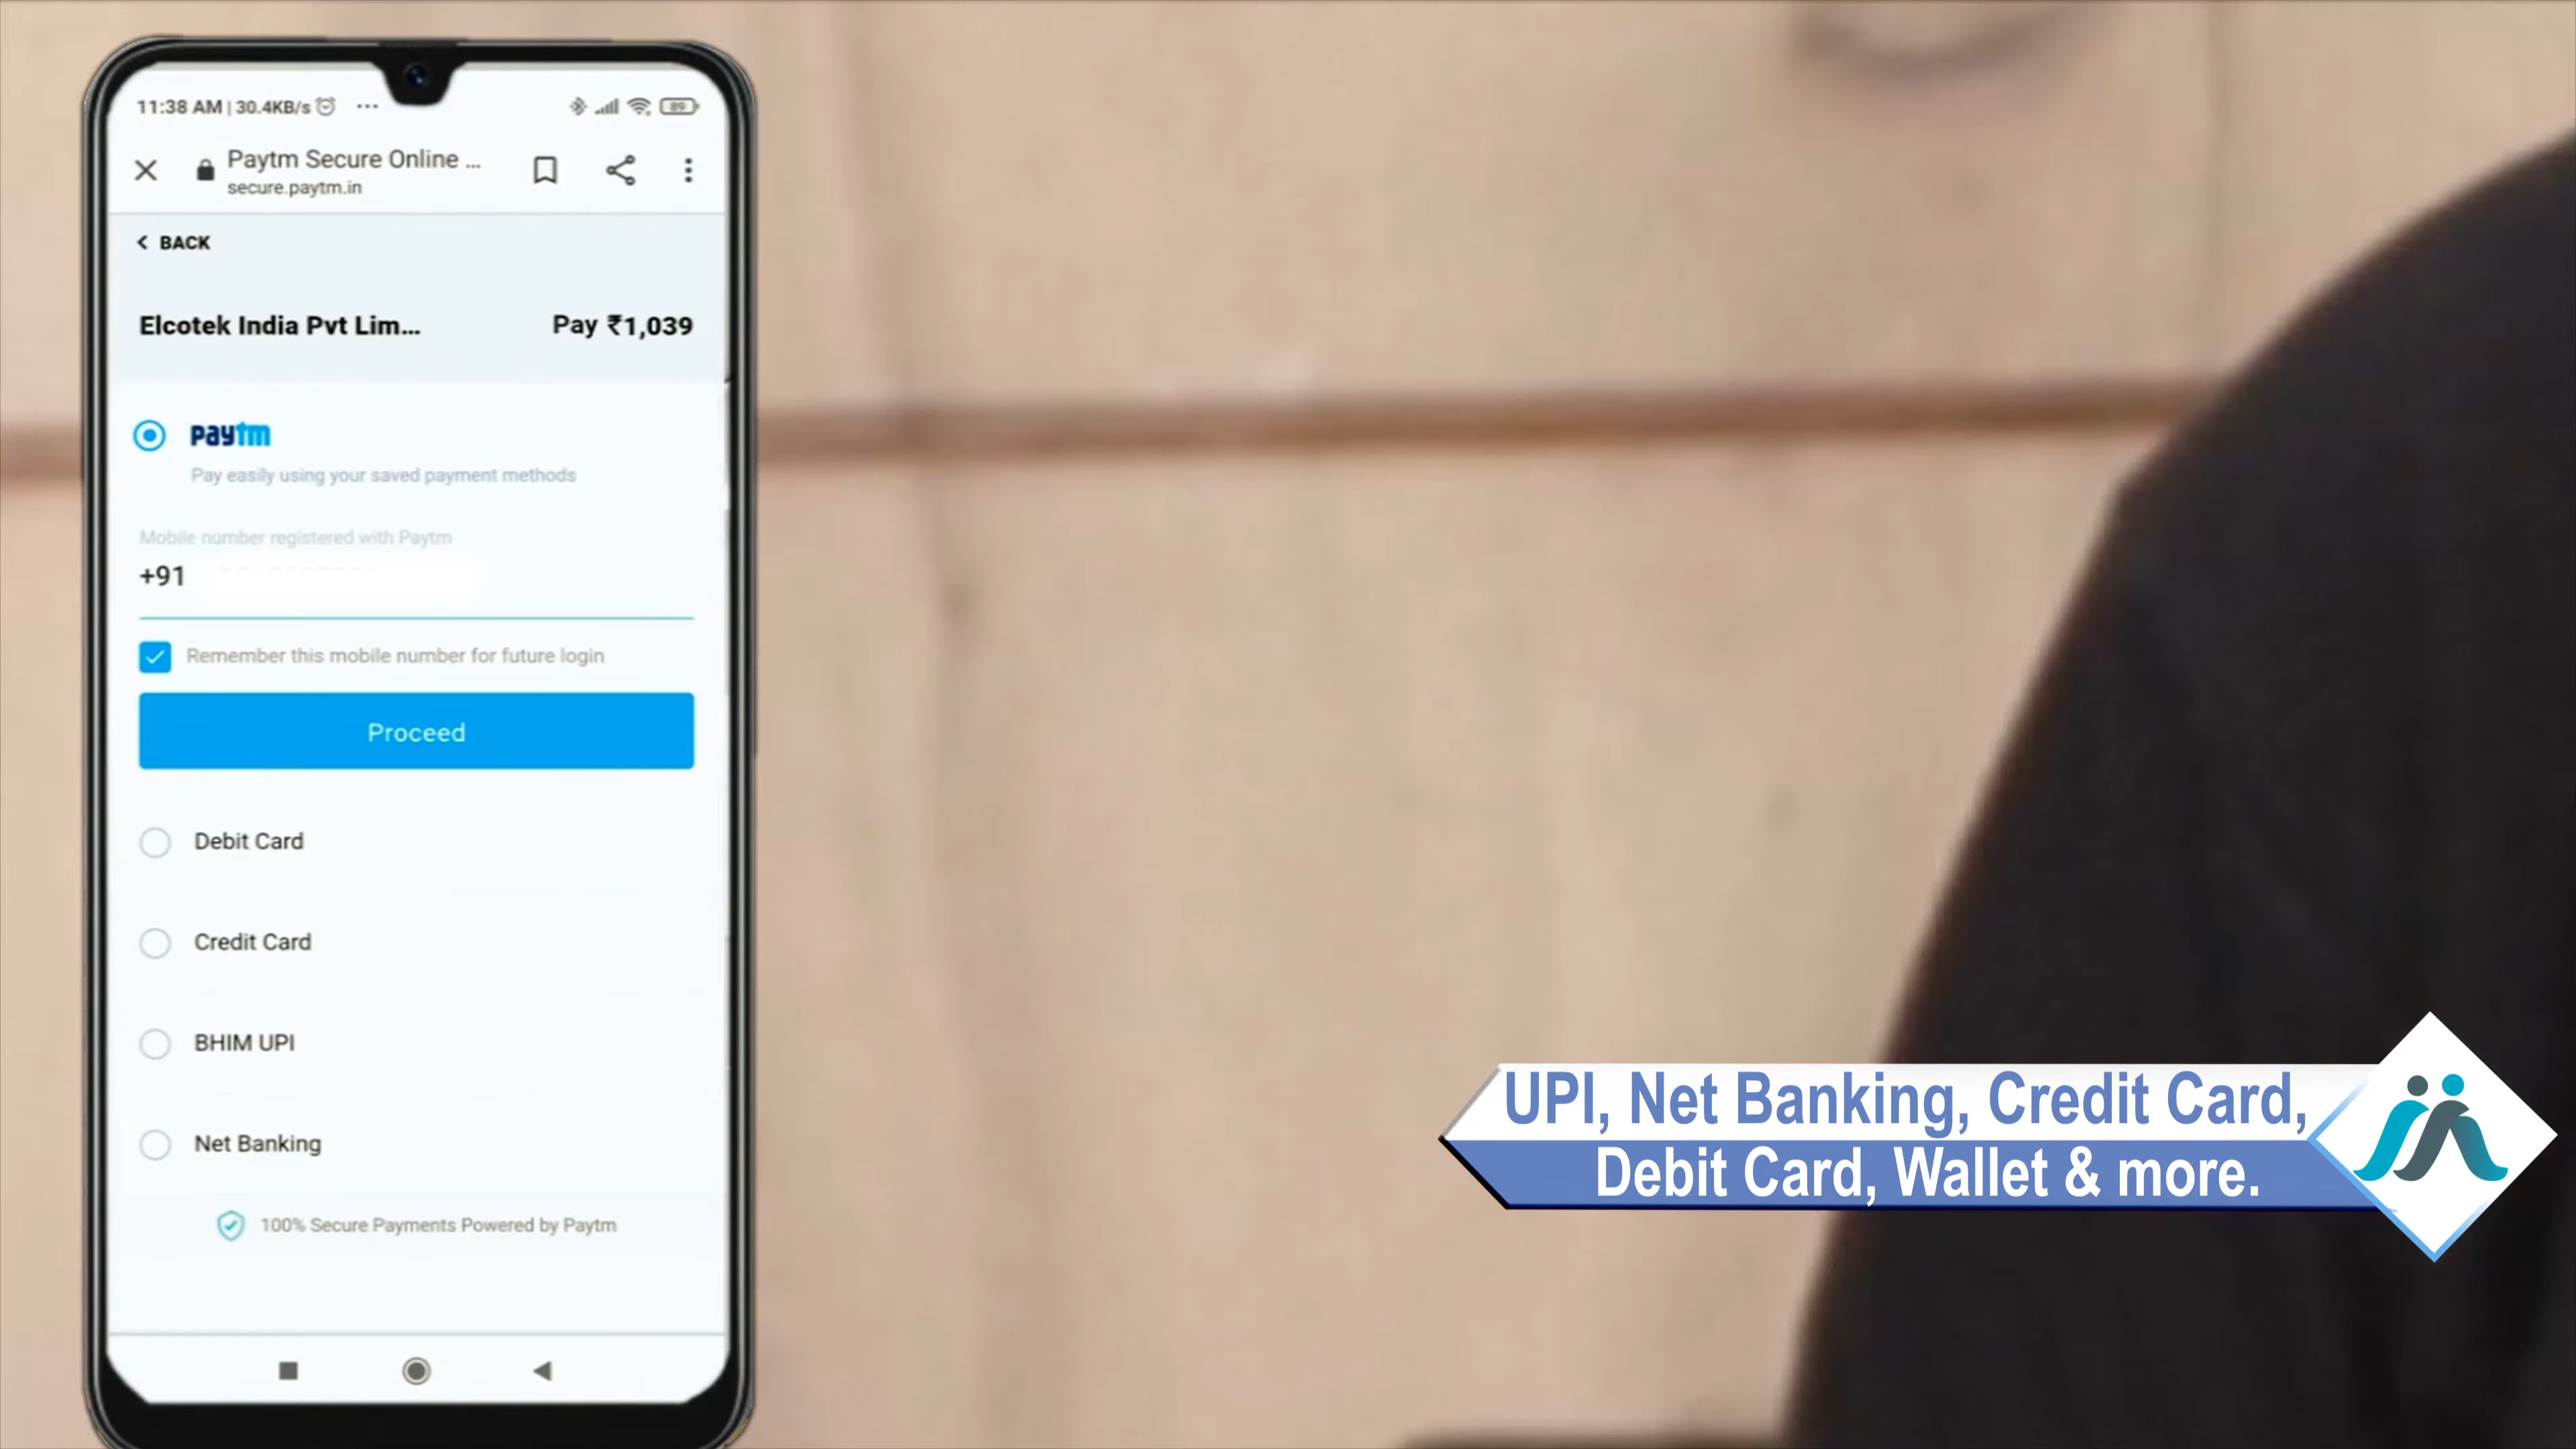 11:38 AM | 30.4KB/s ...
89
Paytm Secure Online ...
secure.paytm.in
BACK
Elcotek India Pvt Lim... Pay ₹1,039
paytm
Pay easily using your saved payment methods
Mobile number registered with Paytm
+91
Remember this mobile number for future login
Proceed
Debit Card
Credit Card
BHIM UPI
Net Banking
100% Secure Payments Powered by Paytm
UPI, Net Banking, Credit Card,
Debit Card, Wallet & more.